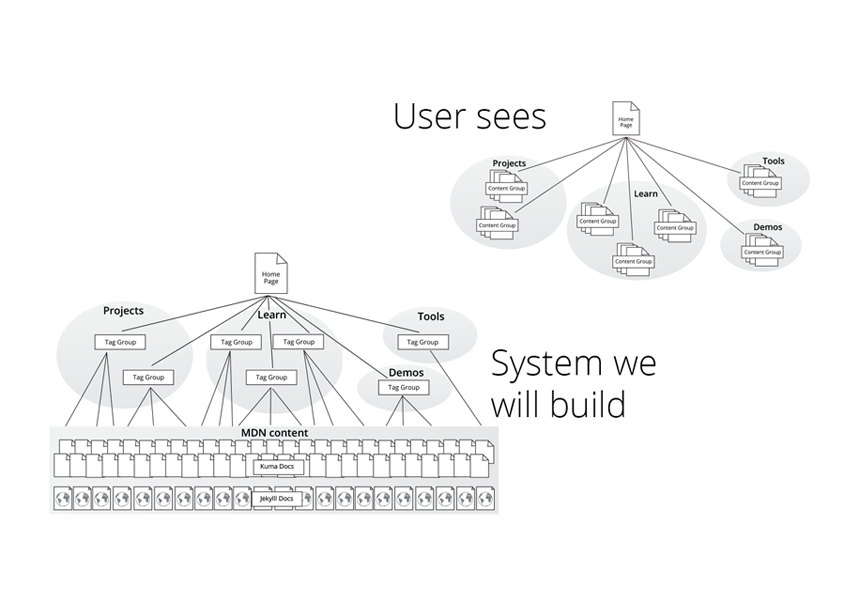 User sees
Home
Page
Projects
Content Group
Content Group
Learn
Content Group
Content Group
Content Group
Tools
Content Group
Demos
Content Group
Home
Page
Projects
Tag Group
Tag Group
Learn
Tag Group
Tag Group
Tag Group
Tools
Tag Group
Demos
Tag Group
System we
will build
MDN content
Kuma Docs
Jekylll Docs